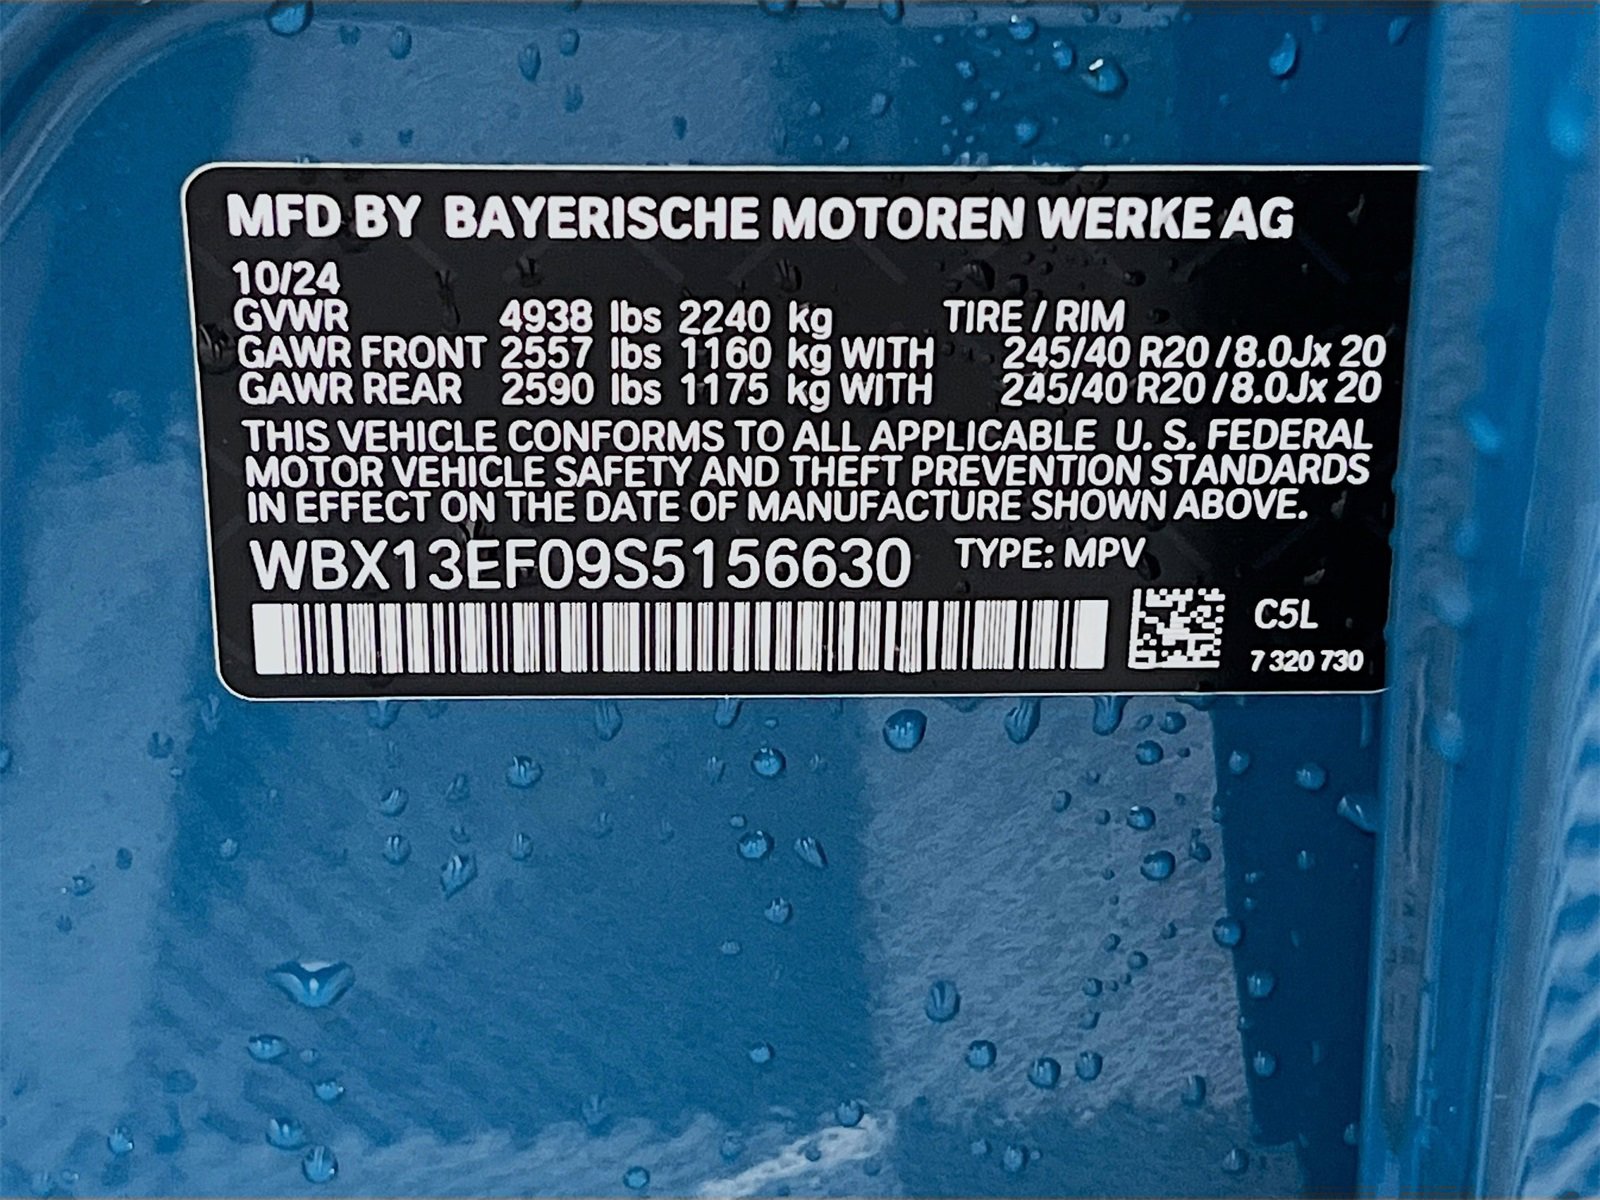 MFD BY BAYERISCHE MOTOREN WERKE AG
10/24
GVWR 4938 lbs 2240 kg TIRE / RIM
GAWR FRONT 2557 lbs 1160 kg WITH 245/40 R20 / 8.0Jx 20
GAWR REAR 2590 lbs 1175 kg WITH 245/40 R20 / 8.0Jx 20
THIS VEHICLE CONFORMS TO ALL APPLICABLE U. S. FEDERAL
MOTOR VEHICLE SAFETY AND THEFT PREVENTION STANDARDS
IN EFFECT ON THE DATE OF MANUFACTURE SHOWN ABOVE.
WBX13EF09S5156630 TYPE: MPV
C5L
7 320 730